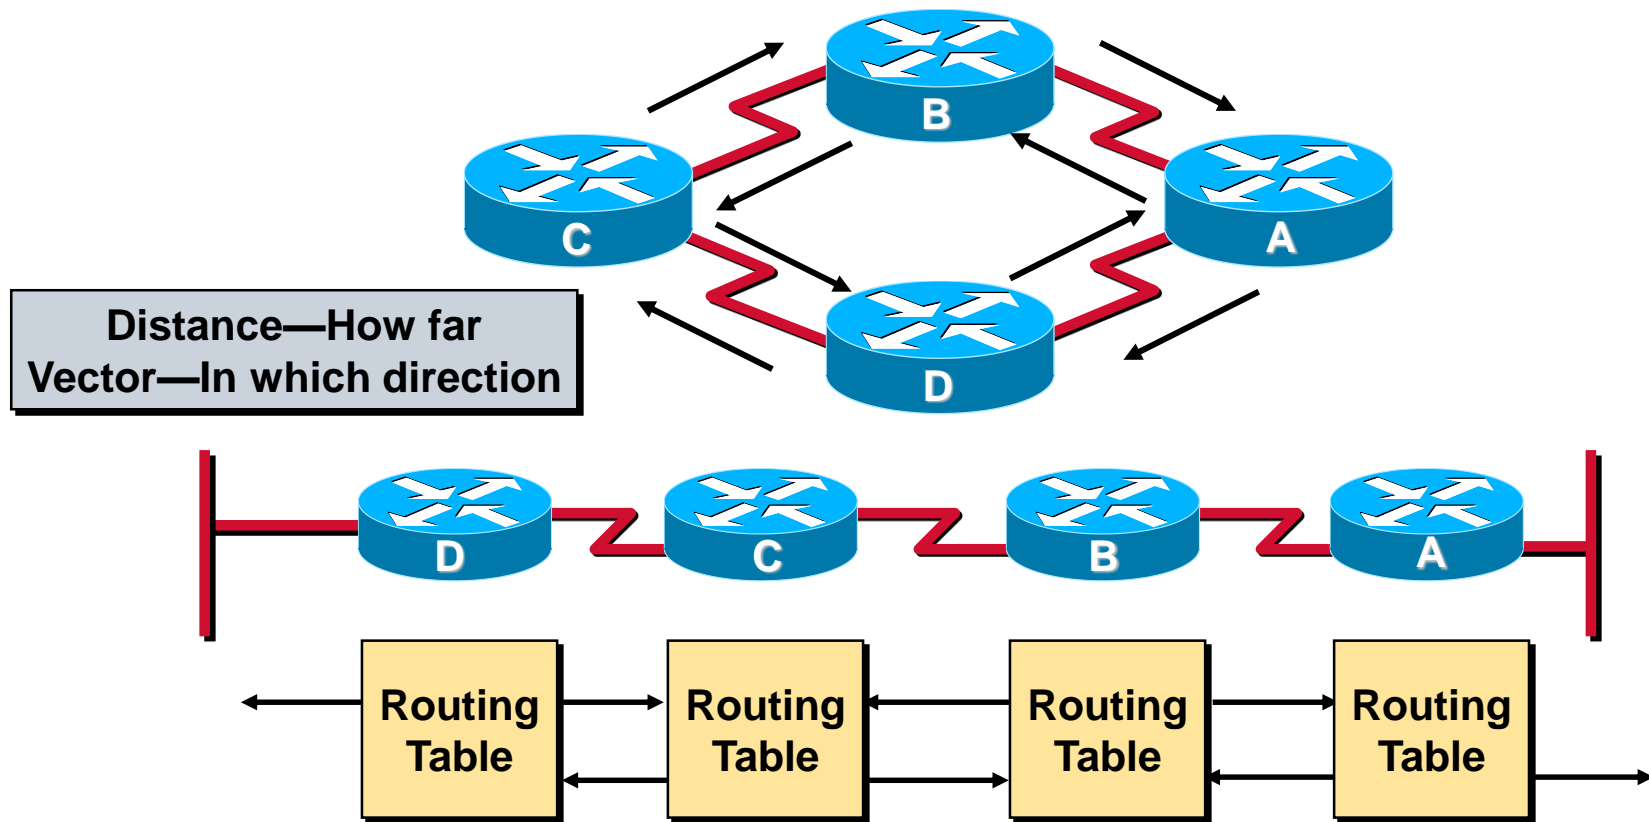 B
C
A
D
Distance—How far
Vector—In which direction
D
C
B
A
Routing
Table
Routing
Table
Routing
Table
Routing
Table